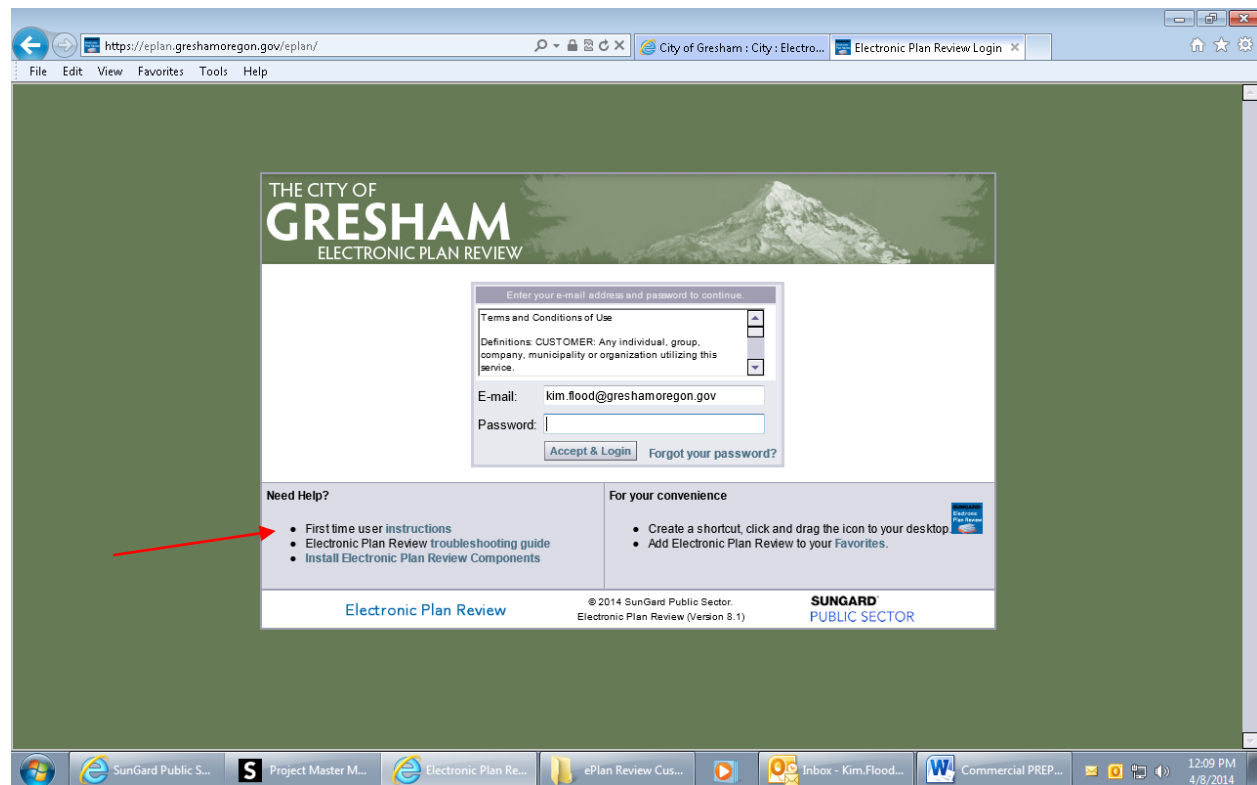 https://eplan.greshamoregon.gov/eplan/
City of Gresham : City : Electro...
Electronic Plan Review Login
File Edit View Favorites Tools Help
THE CITY OF
GRESHAM
ELECTRONIC PLAN REVIEW
Enter your e-mail address and password to continue.
Terms and Conditions of Use
Definitions: CUSTOMER: Any individual, group,
company, municipality or organization utilizing this
service.
E-mail: kim.flood@greshamoregon.gov
Password:
Accept & Login Forgot your password?
Need Help?
• First time user instructions
• Electronic Plan Review troubleshooting guide
• Install Electronic Plan Review Components
For your convenience
• Create a shortcut, click and drag the icon to your desktop.
• Add Electronic Plan Review to your Favorites.
SUNGARD
Electronic
Plan Review
Electronic Plan Review
© 2014 SunGard Public Sector.
Electronic Plan Review (Version 8.1)
SUNGARD'
PUBLIC SECTOR
SunGard Public S...
S Project Master M...
Electronic Plan Re...
ePlan Review Cus...
Inbox - Kim.Flood...
W Commercial PREP...
12:09 PM
4/8/2014